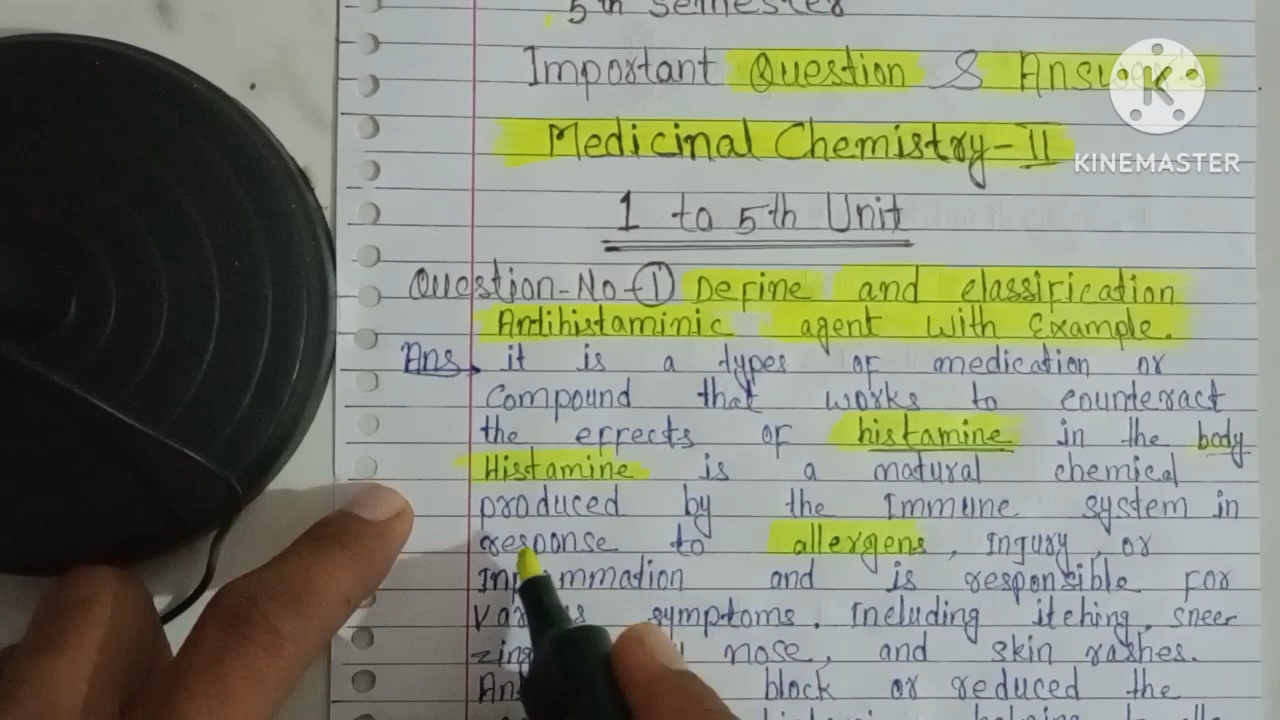 5th Semester
Important Question & Answers
KINEMASTER
Medicinal Chemistry-II
1 to 5th Unit
Question-No-① Define and classification
Antihistaminic agent with Example.
Ans it is a types of medication or
Compound that works to counteract
the effects of histamine in the body
Histamine is a natural chemical
produced by the Immune system in
response to allergens, Injury, or
and is responsible for
symptoms. Including itching, snee
zing nose, and skin rashes.
block or reduced the